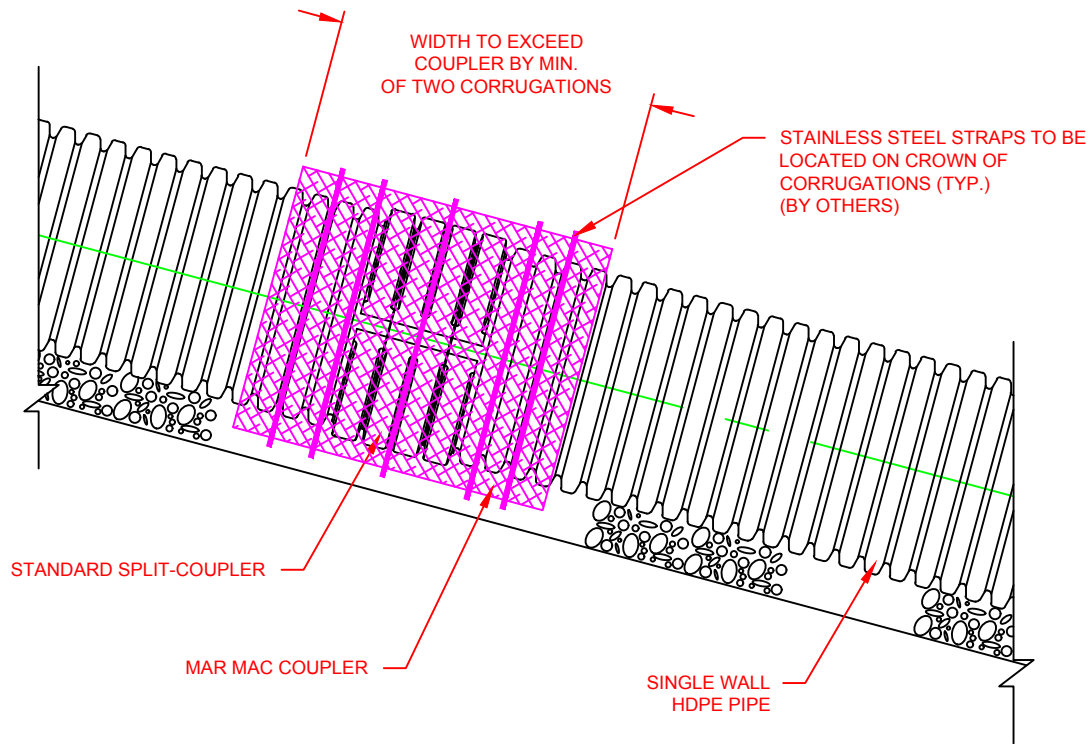 WIDTH TO EXCEED
COUPLER BY MIN.
OF TWO CORRUGATIONS
STAINLESS STEEL STRAPS TO BE
LOCATED ON CROWN OF
CORRUGATIONS (TYP.)
(BY OTHERS)
STANDARD SPLIT-COUPLER
MAR MAC COUPLER
SINGLE WALL
HDPE PIPE